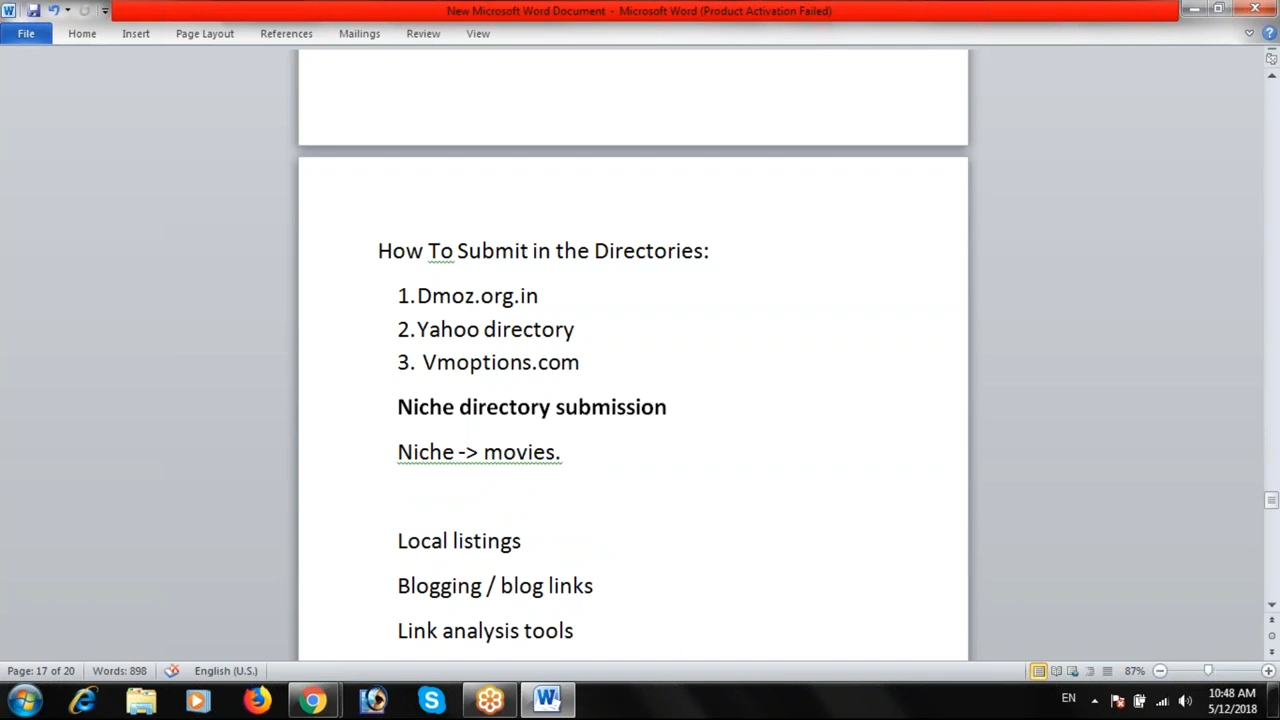 New Microsoft Word Document - Microsoft Word (Product Activation Failed)
File Home Insert Page Layout References Mailings Review View
How To Submit in the Directories:
1.Dmoz.org.in
2.Yahoo directory
3. Vmoptions.com
Niche directory submission
Niche -> movies.
Local listings
Blogging / blog links
Link analysis tools
Page: 17 of 20 Words: 898 English (U.S.) 87%
EN 10:48 AM
5/12/2018